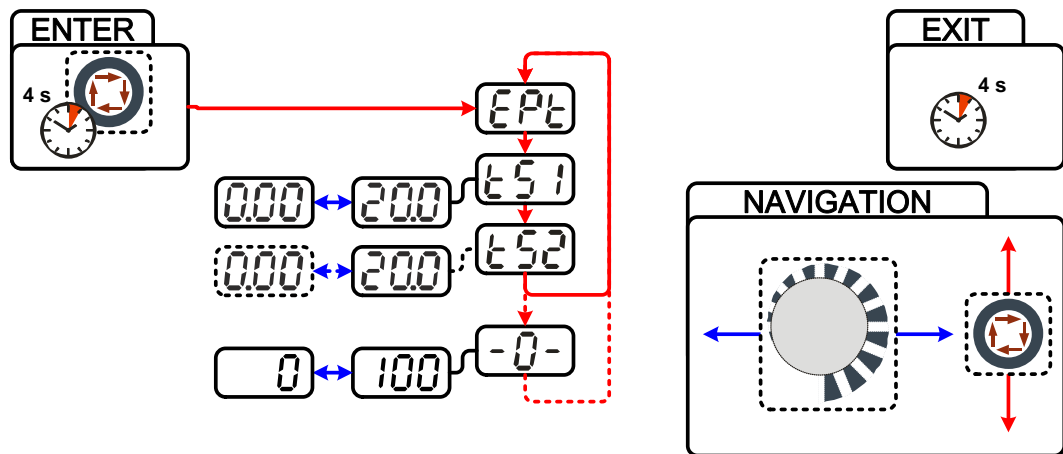 ENTER
4 s
EXIT
4 s
EPt
tS1
0.00
20.0
tS2
0.00
20.0
-0-
0
100
NAVIGATION